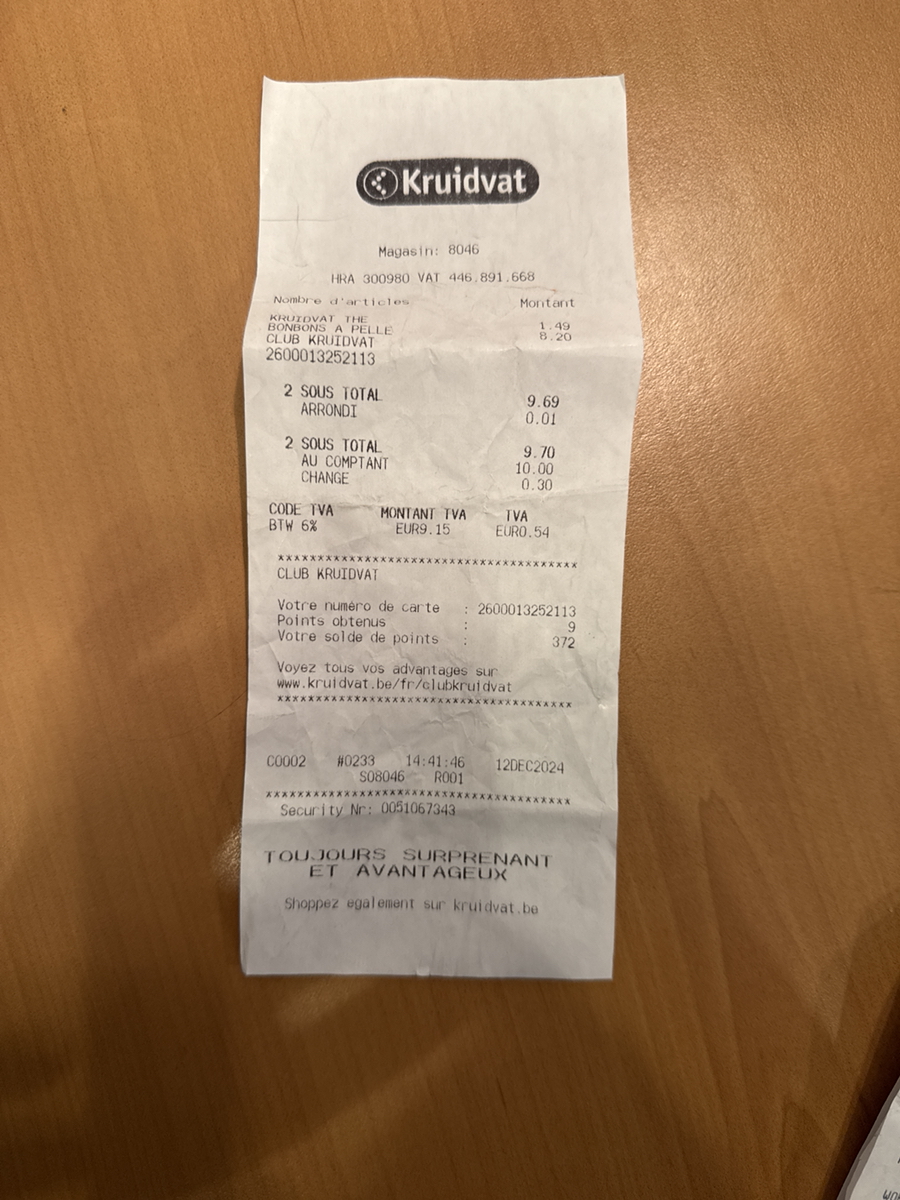 Kruidvat
Magasin: 8046
HRA 300980 VAT 446.891.668
Nombre d'articles Montant
KRUIDVAT THE 1.49
BONBONS A PELLE 8.20
CLUB KRUIDVAT
2600013252113
2 SOUS TOTAL 9.69
ARRONDI 0.01
2 SOUS TOTAL 9.70
AU COMPTANT 10.00
CHANGE 0.30
CODE TVA MONTANT TVA TVA
BTW 6% EUR9.15 EUR0.54
***************************************
CLUB KRUIDVAT
Votre numéro de carte : 2600013252113
Points obtenus : 9
Votre solde de points : 372
Voyez tous vos advantages sur
www.kruidvat.be/fr/clubkruidvat
***************************************
C0002 #0233 14:41:46 12DEC2024
S08046 R001
***************************************
Security Nr: 0051067343
TOUJOURS SURPRENANT
ET AVANTAGEUX
Shoppez egalement sur kruidvat.be